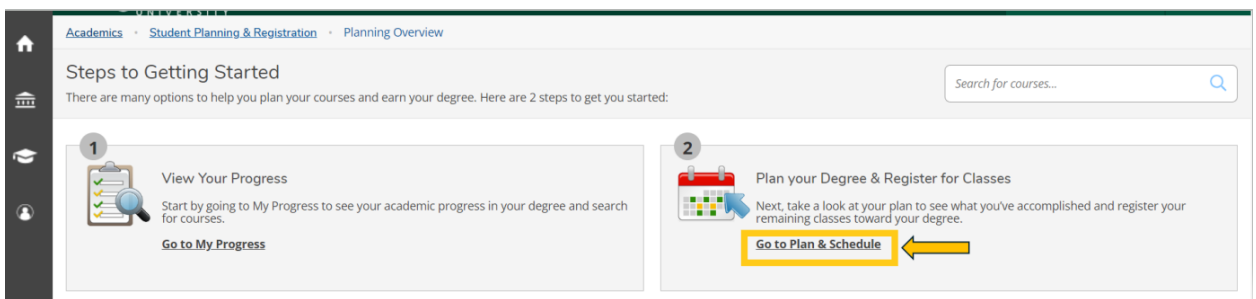 UNIVERSITY
Academics · Student Planning & Registration · Planning Overview
Steps to Getting Started
There are many options to help you plan your courses and earn your degree. Here are 2 steps to get you started:
Search for courses...
1
View Your Progress
Start by going to My Progress to see your academic progress in your degree and search
for courses.
Go to My Progress
2
Plan your Degree & Register for Classes
Next, take a look at your plan to see what you've accomplished and register your
remaining classes toward your degree.
Go to Plan & Schedule